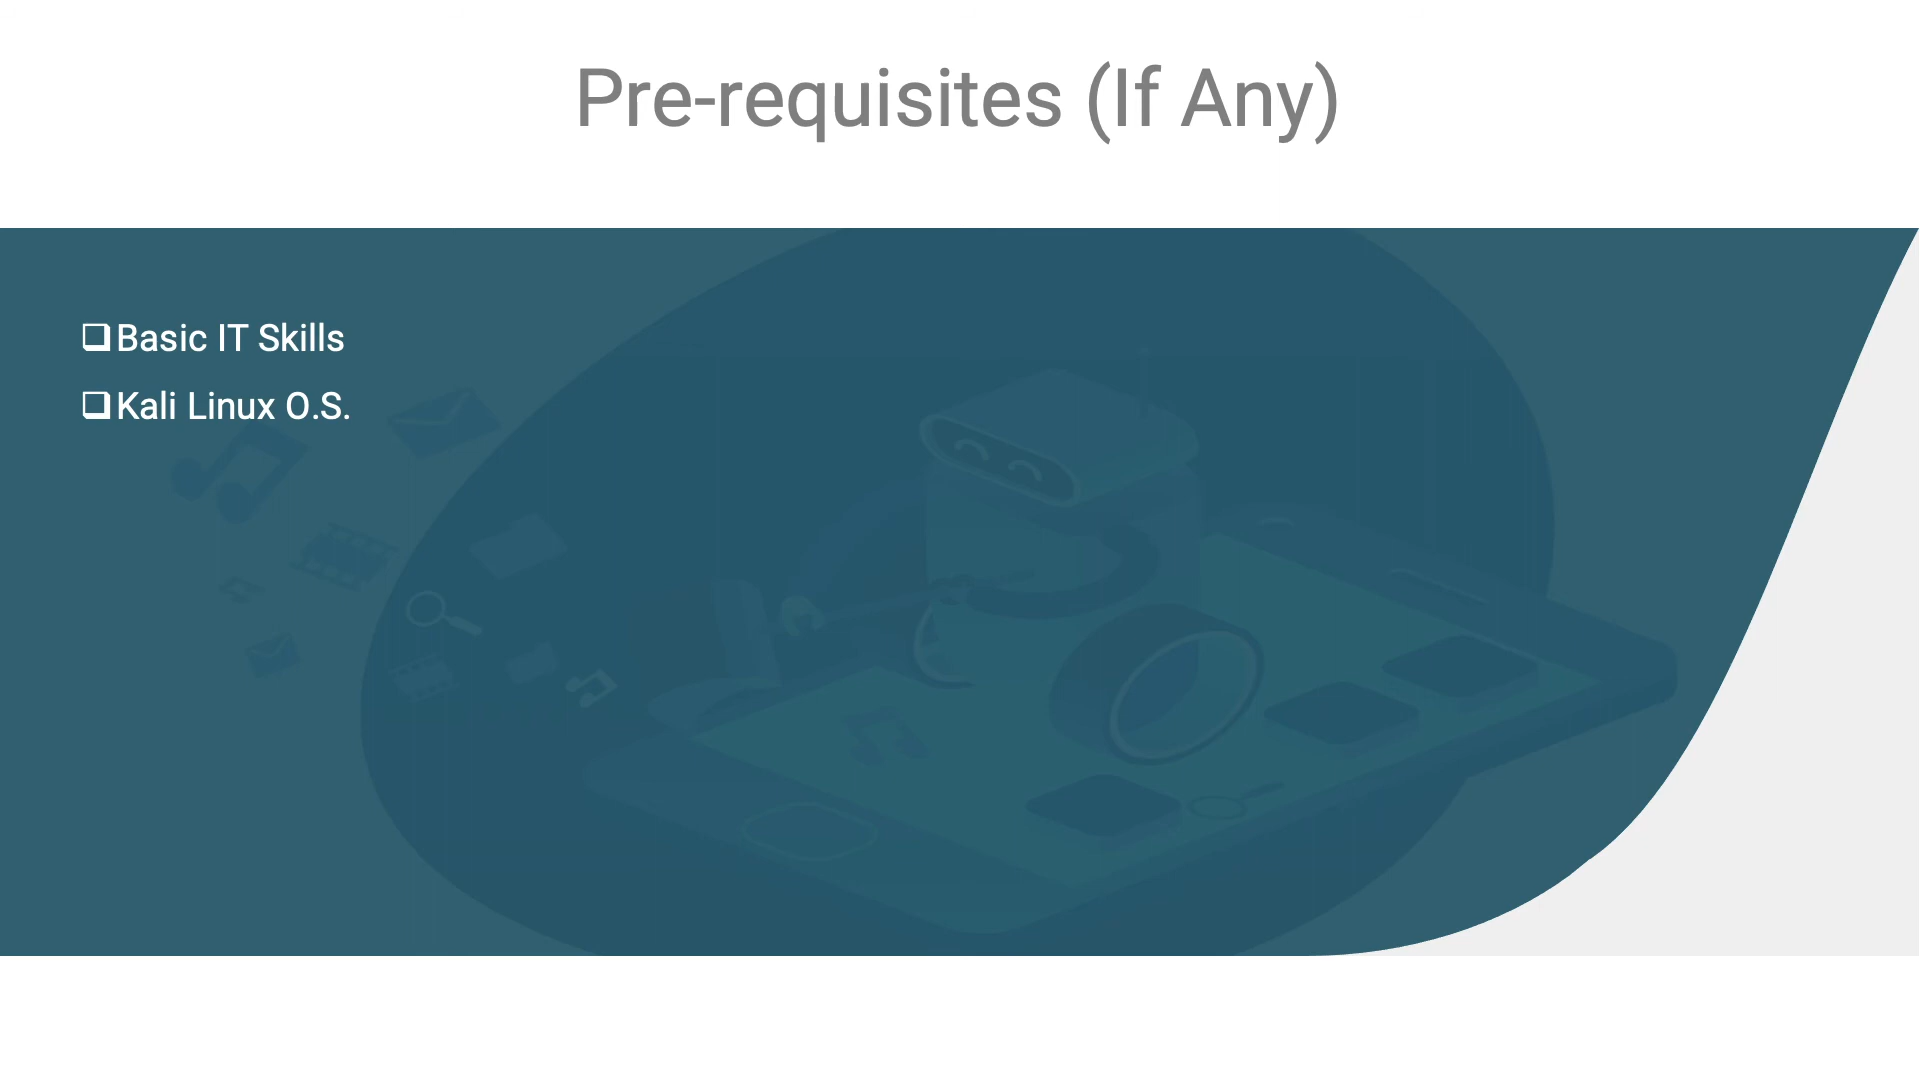 Pre-requisites (If Any)
❑Basic IT Skills
❑Kali Linux O.S.